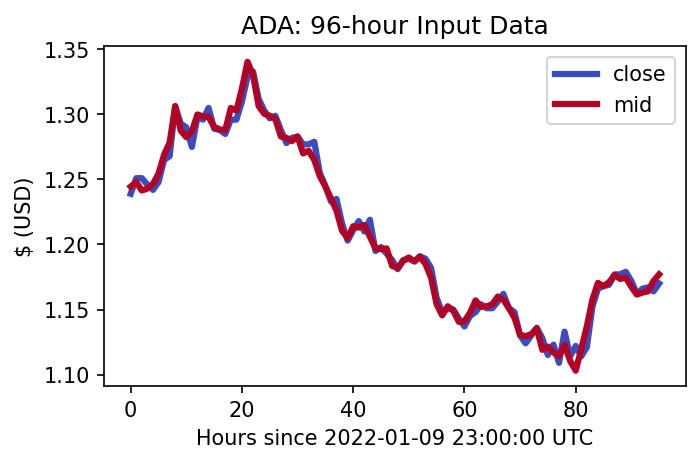 ADA: 96-hour Input Data
1.35
1.30
1.25
1.20
1.15
1.10
$ (USD)
close
mid
0 20 40 60 80
Hours since 2022-01-09 23:00:00 UTC